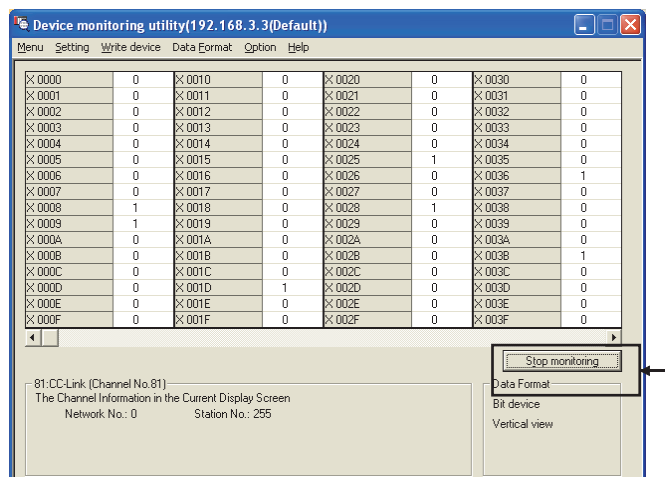 Device monitoring utility(192.168.3.3(Default))
Menu Setting Write device Data Format Option Help
X 0000 0 X 0010 0 X 0020 0 X 0030 0
X 0001 0 X 0011 0 X 0021 0 X 0031 0
X 0002 0 X 0012 0 X 0022 0 X 0032 0
X 0003 0 X 0013 0 X 0023 0 X 0033 0
X 0004 0 X 0014 0 X 0024 0 X 0034 0
X 0005 0 X 0015 0 X 0025 1 X 0035 0
X 0006 0 X 0016 0 X 0026 0 X 0036 1
X 0007 0 X 0017 0 X 0027 0 X 0037 0
X 0008 1 X 0018 0 X 0028 1 X 0038 0
X 0009 1 X 0019 0 X 0029 0 X 0039 0
X 000A 0 X 001A 0 X 002A 0 X 003A 0
X 000B 0 X 001B 0 X 002B 0 X 003B 1
X 000C 0 X 001C 0 X 002C 0 X 003C 0
X 000D 0 X 001D 1 X 002D 0 X 003D 0
X 000E 0 X 001E 0 X 002E 0 X 003E 0
X 000F 0 X 001F 0 X 002F 0 X 003F 0
Stop monitoring
81:CC-Link (Channel No.81)
The Channel Information in the Current Display Screen
Network No.: 0 Station No.: 255
Data Format
Bit device
Vertical view